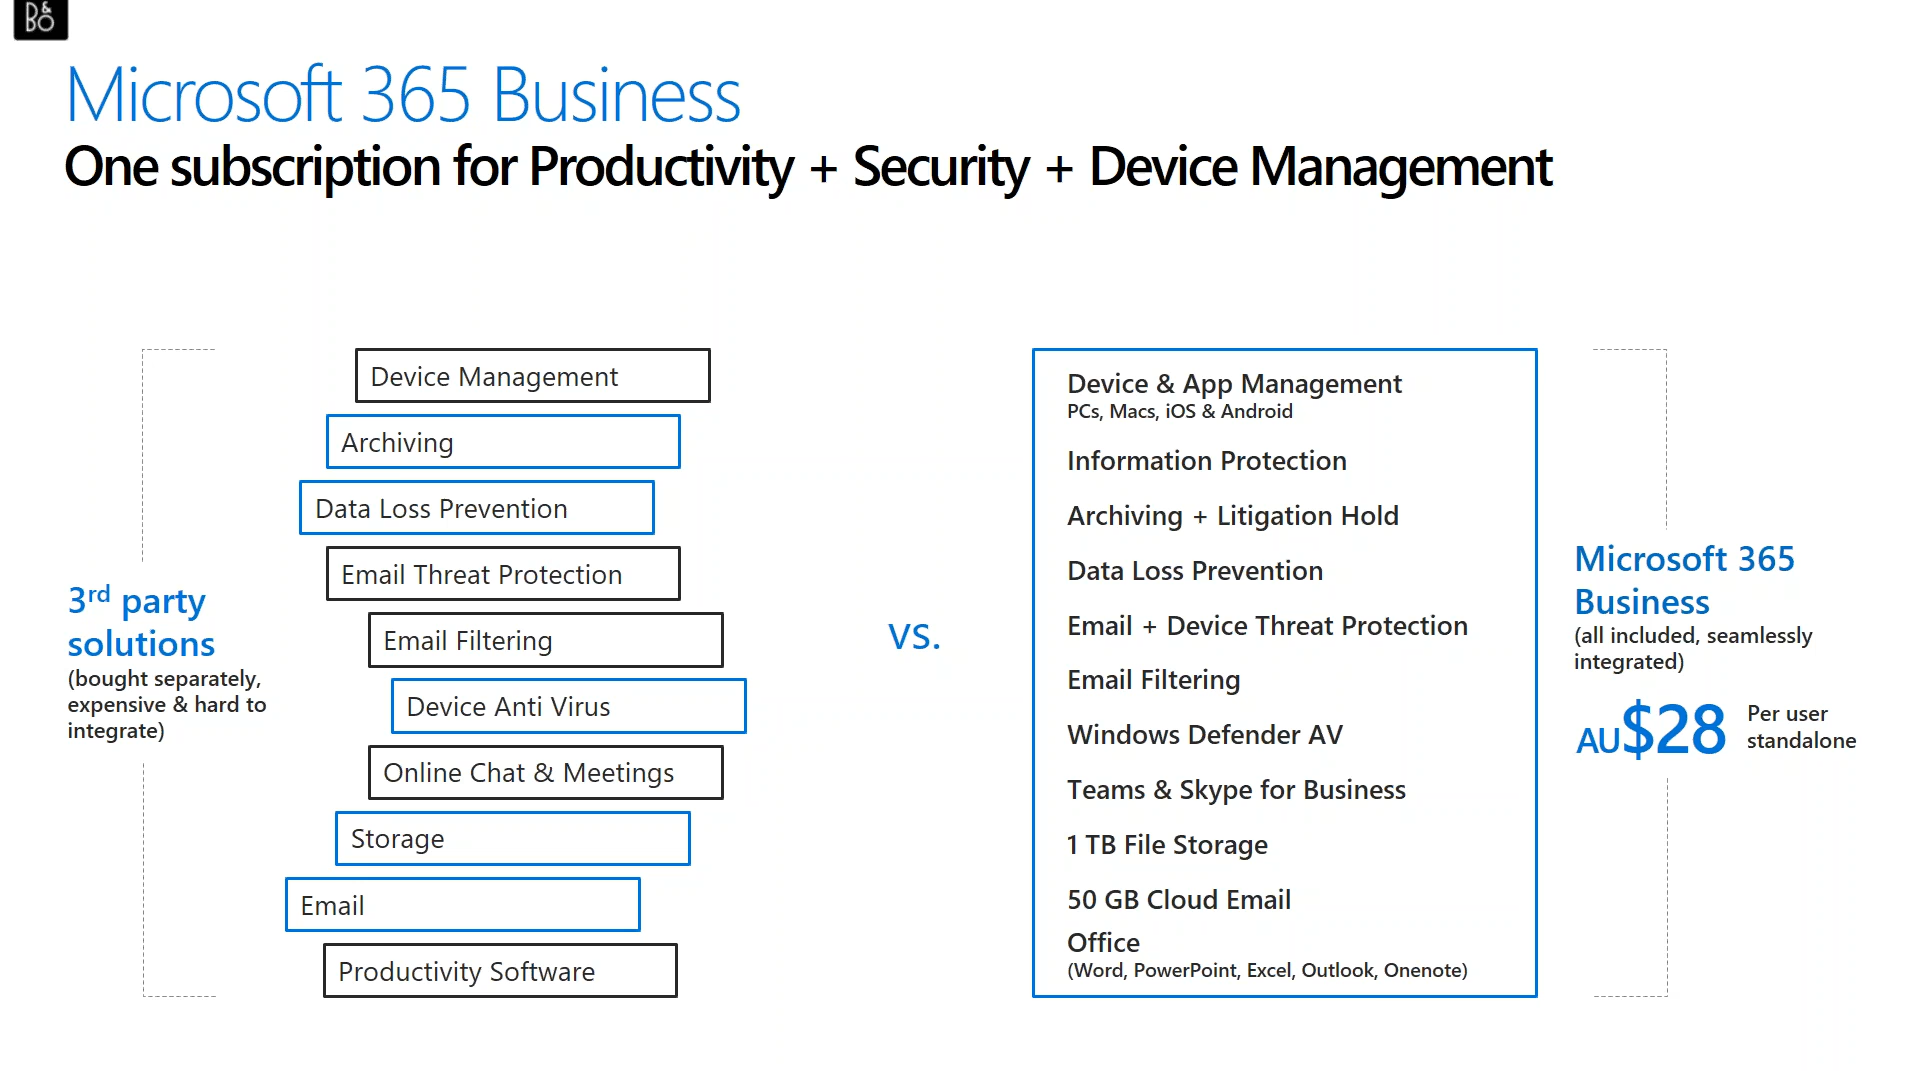 B&O
Microsoft 365 Business
One subscription for Productivity + Security + Device Management
3rd party
solutions
(bought separately,
expensive & hard to
integrate)
Device Management
Archiving
Data Loss Prevention
Email Threat Protection
Email Filtering
Device Anti Virus
Online Chat & Meetings
Storage
Email
Productivity Software
vs.
Device & App Management
PCs, Macs, iOS & Android
Information Protection
Archiving + Litigation Hold
Data Loss Prevention
Email + Device Threat Protection
Email Filtering
Windows Defender AV
Teams & Skype for Business
1 TB File Storage
50 GB Cloud Email
Office
(Word, PowerPoint, Excel, Outlook, Onenote)
Microsoft 365
Business
(all included, seamlessly
integrated)
AU$28 Per user
standalone